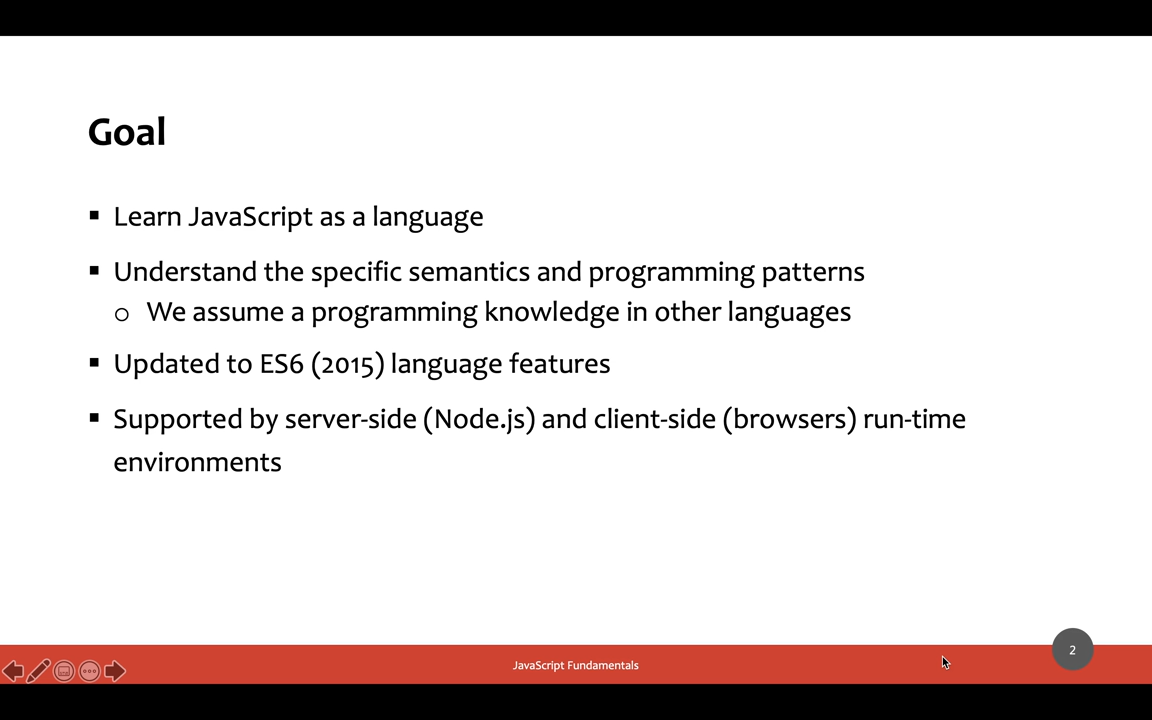 Goal
▪ Learn JavaScript as a language
▪ Understand the specific semantics and programming patterns
o We assume a programming knowledge in other languages
▪ Updated to ES6 (2015) language features
▪ Supported by server-side (Node.js) and client-side (browsers) run-time
environments
JavaScript Fundamentals
2